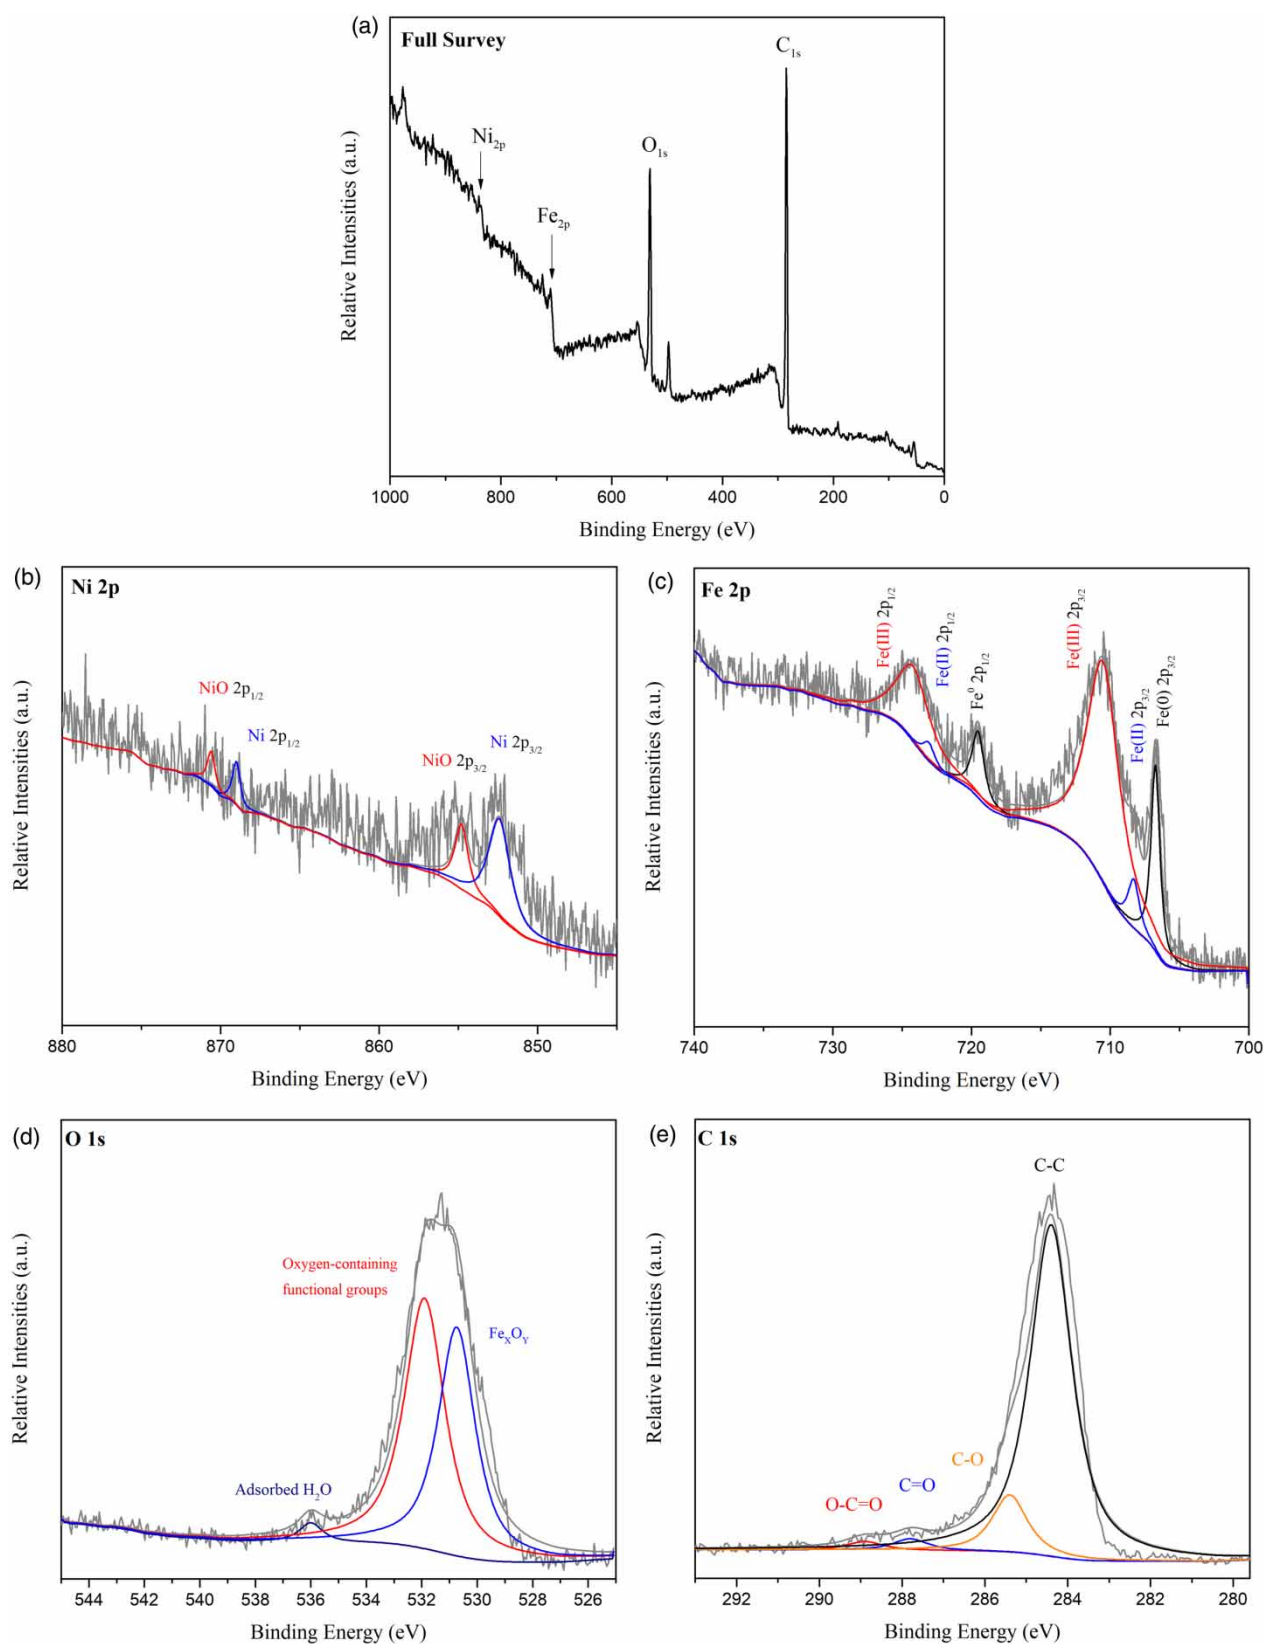 (a)
Full Survey
C1s
Ni2p
O1s
Fe2p
Relative Intensities (a.u.)
1000 800 600 400 200 0
Binding Energy (eV)
(b)
Ni 2p
NiO 2p1/2
Ni 2p1/2
NiO 2p3/2
Ni 2p3/2
Relative Intensities (a.u.)
880 870 860 850
Binding Energy (eV)
(c)
Fe 2p
Fe(III) 2p1/2
Fe(II) 2p1/2
Fe0 2p1/2
Fe(III) 2p3/2
Fe(II) 2p3/2
Fe(0) 2p3/2
Relative Intensities (a.u.)
740 730 720 710 700
Binding Energy (eV)
(d)
O 1s
Oxygen-containing
functional groups
FeXOY
Adsorbed H2O
Relative Intensities (a.u.)
544 542 540 538 536 534 532 530 528 526
Binding Energy (eV)
(e)
C 1s
C-C
C-O
C=O
O-C=O
Relative Intensities (a.u.)
292 290 288 286 284 282 280
Binding Energy (eV)